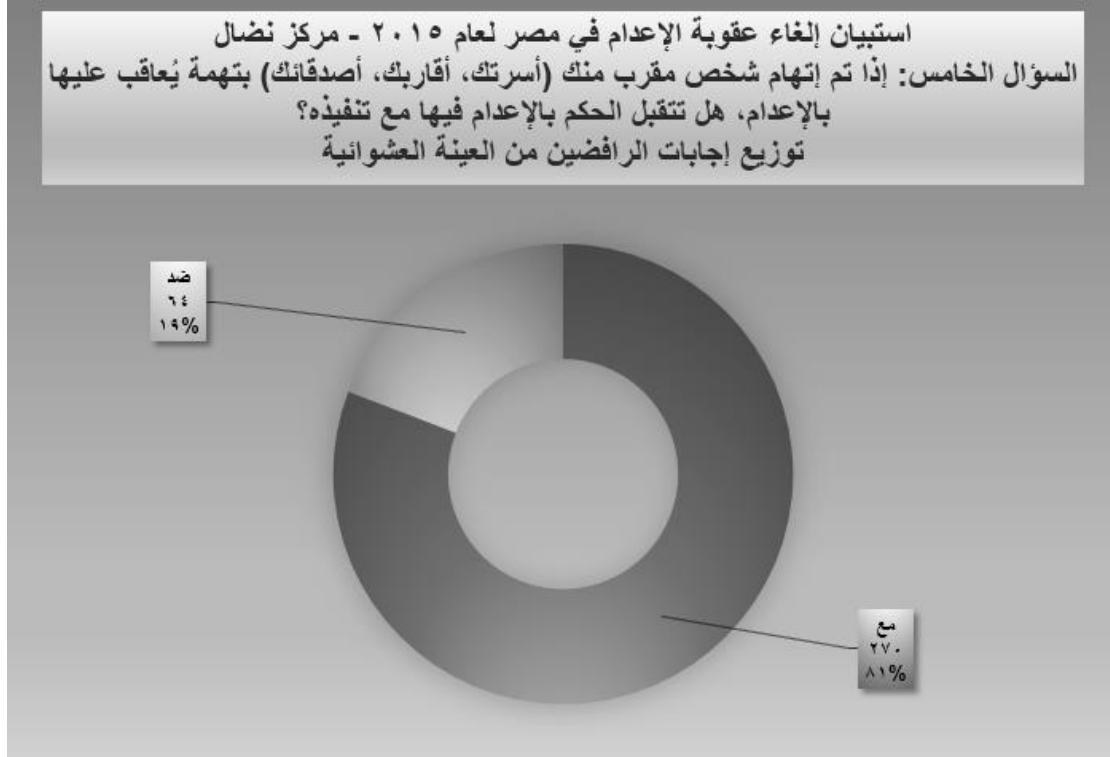 استبيان إلغاء عقوبة الإعدام في مصر لعام ٢٠١٥ - مركز نضال
السؤال الخامس: إذا تم إتهام شخص مقرب منك (أسرتك، أقاربك، أصدقائك) بتهمة يُعاقب عليها
بالإعدام، هل تتقبل الحكم بالإعدام فيها مع تنفيذه؟
توزيع إجابات الرافضين من العينة العشوائية
ضد
٦٤
١٩%
مع
٢٧٠
٨١%